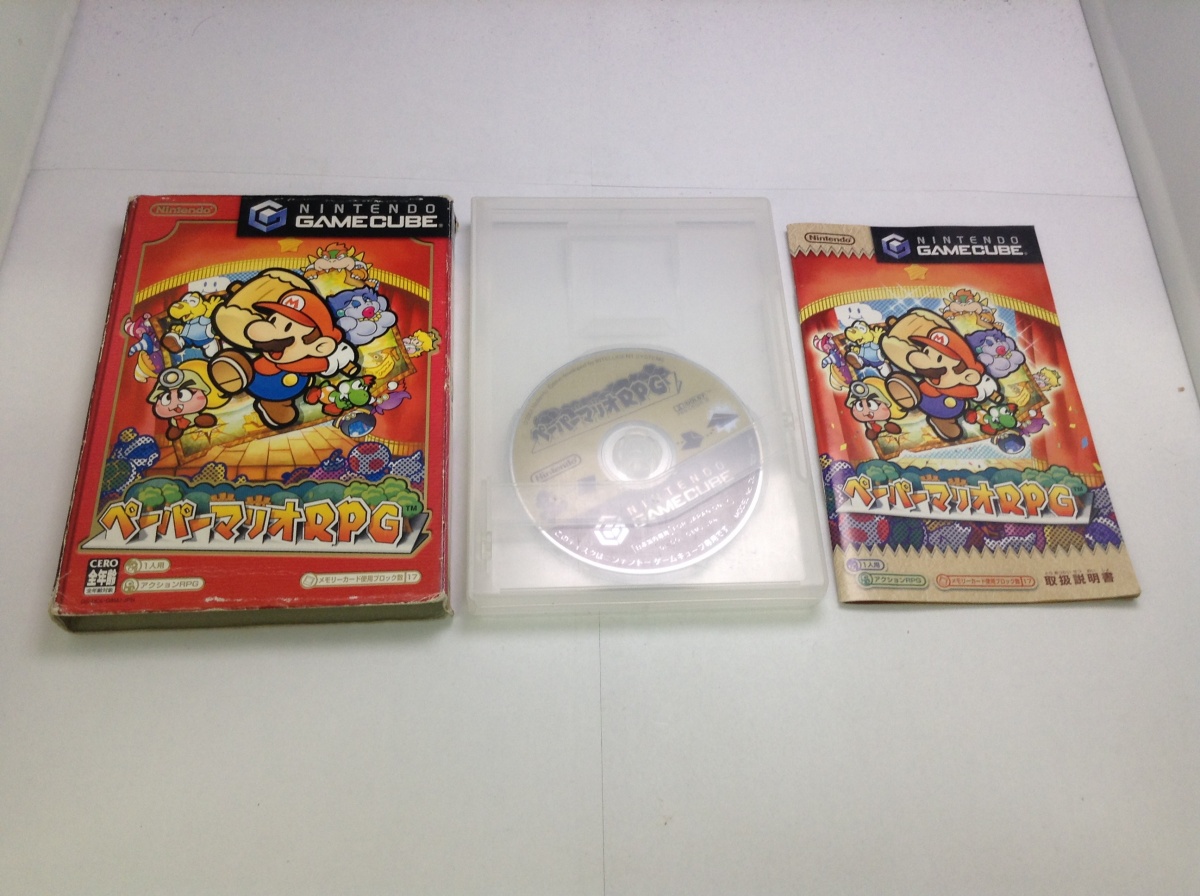 Nintendo
NINTENDO
GAMECUBE
M
ペーパーマリオRPG™
CERO
全年齢
1人用
アクションRPG
メモリーカード使用ブロック数 17
ペーパーマリオRPG
Nintendo
NINTENDO
GAMECUBE
Nintendo
NINTENDO
GAMECUBE
M
ペーパーマリオRPG
1人用
アクションRPG
メモリーカード使用ブロック数 17
取扱説明書